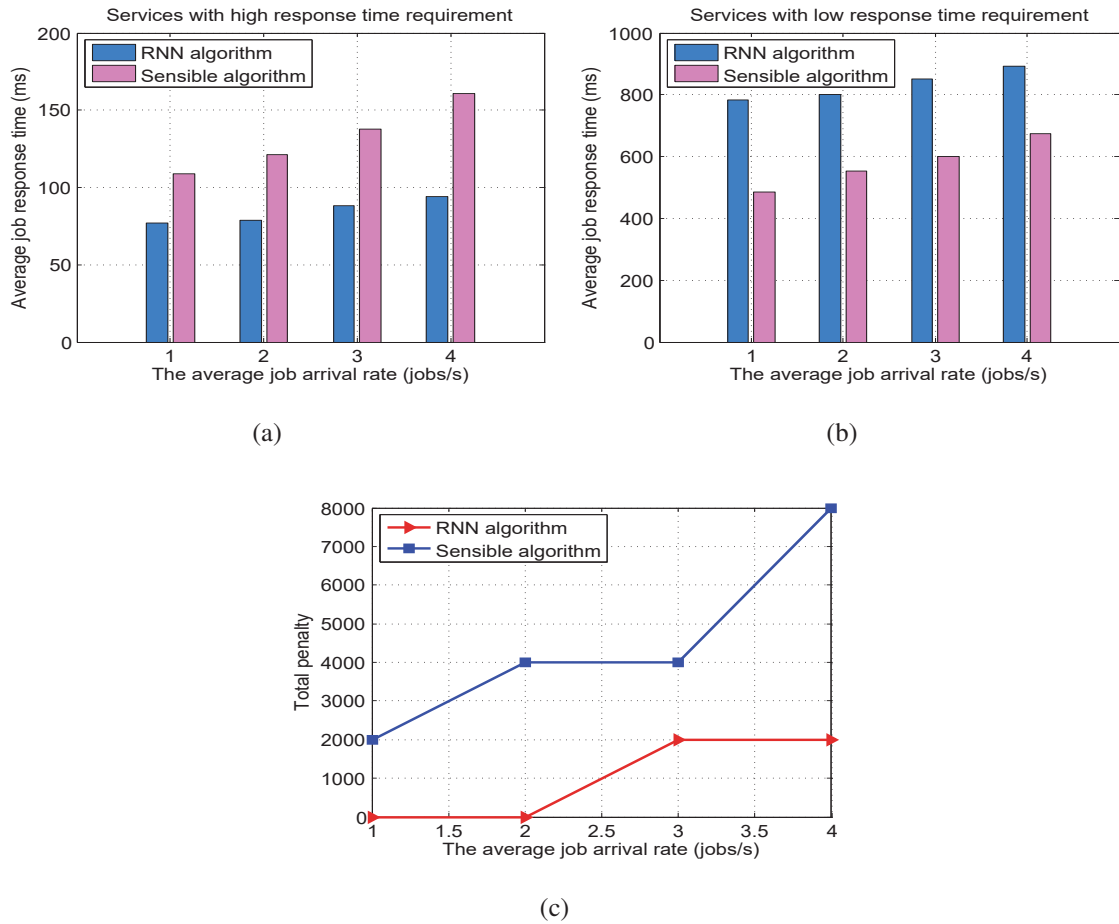 Services with high response time requirement
200
150
100
50
0
Average job response time (ms)
RNN algorithm
Sensible algorithm
1 2 3 4
The average job arrival rate (jobs/s)
(a)
Services with low response time requirement
1000
800
600
400
200
0
Average job response time (ms)
RNN algorithm
Sensible algorithm
1 2 3 4
The average job arrival rate (jobs/s)
(b)
8000
7000
6000
5000
4000
3000
2000
1000
0
Total penalty
RNN algorithm
Sensible algorithm
1 1.5 2 2.5 3 3.5 4
The average job arrival rate (jobs/s)
(c)